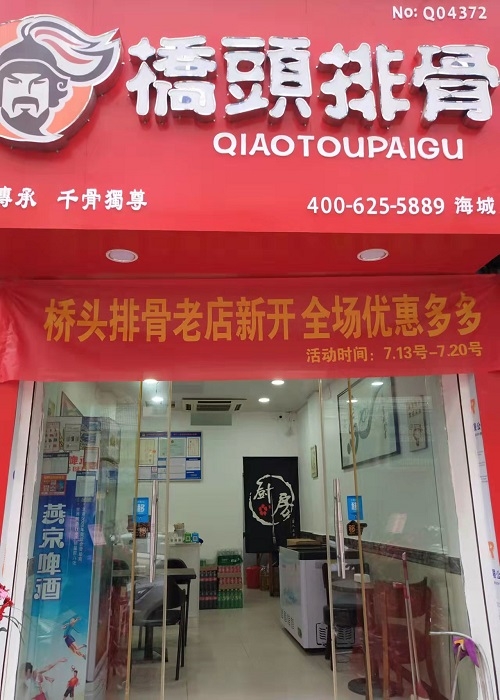 No: Q04372
橋頭排骨
QIAOTOUPAIGU
傳承 千骨獨尊
400-625-5889 海城
桥头排骨老店新开 全场优惠多多
活动时间：7.13号-7.20号
厨房
燕京啤酒